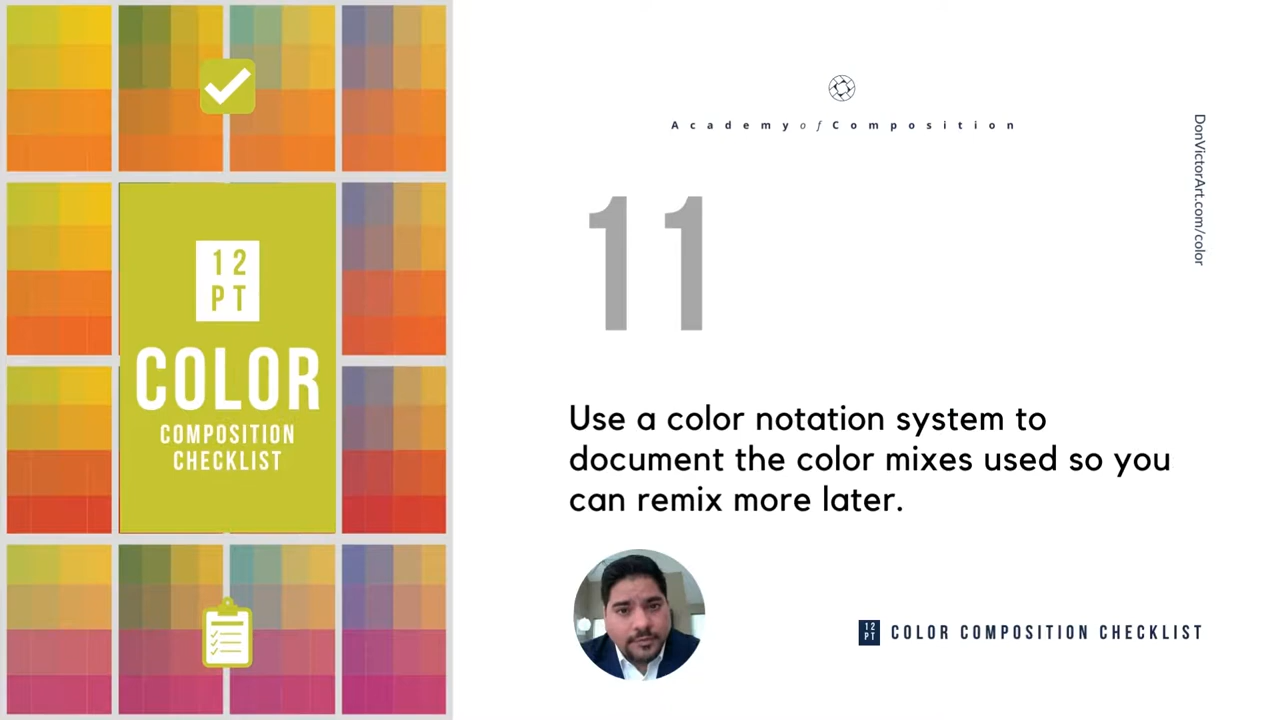 12
PT
COLOR
COMPOSITION
CHECKLIST
Academy of Composition
DonVictorArt.com/color
11
Use a color notation system to
document the color mixes used so you
can remix more later.
12
PT
COLOR COMPOSITION CHECKLIST